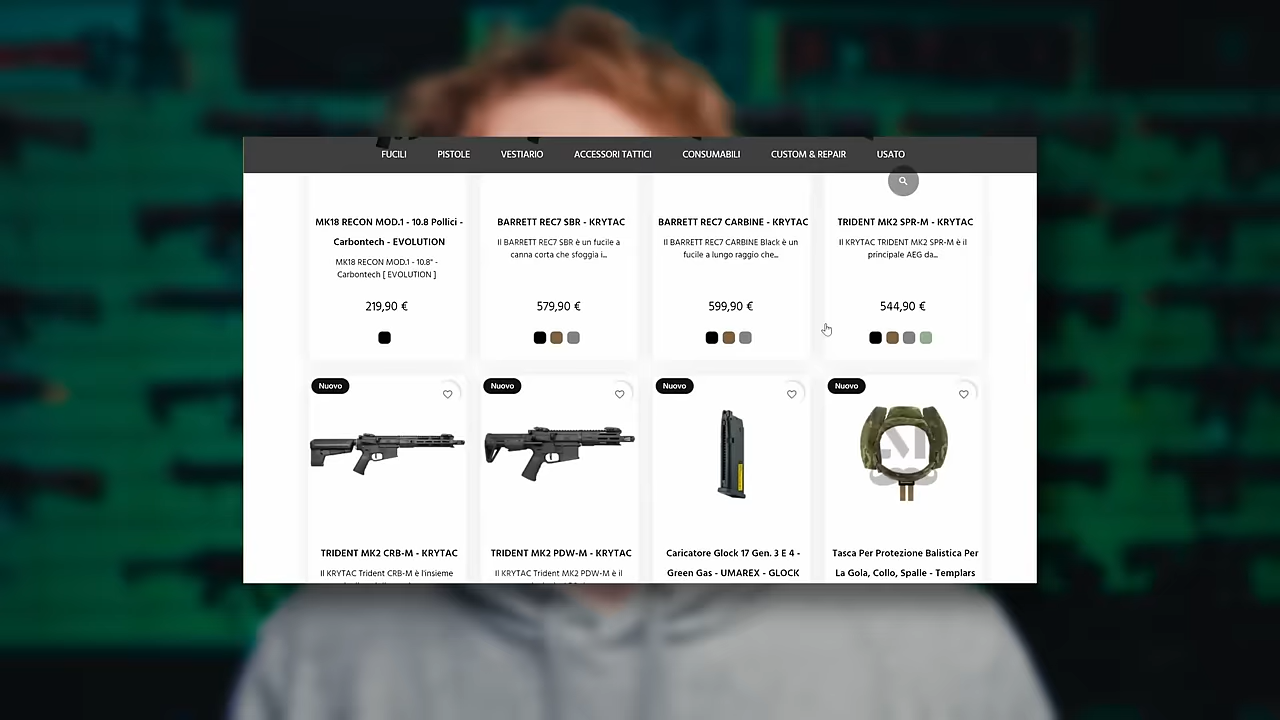 FUCILI PISTOLE VESTIARIO ACCESSORI TATTICI CONSUMABILI CUSTOM & REPAIR USATO
MK18 RECON MOD.1 - 10.8 Pollici -
Carbontech - EVOLUTION
MK18 RECON MOD.1 - 10.8" -
Carbontech [ EVOLUTION ]
219,90 €
BARRETT REC7 SBR - KRYTAC
Il BARRETT REC7 SBR è un fucile a
canna corta che sfoggia i...
579,90 €
BARRETT REC7 CARBINE - KRYTAC
Il BARRETT REC7 CARBINE Black è un
fucile a lungo raggio che...
599,90 €
TRIDENT MK2 SPR-M - KRYTAC
Il KRYTAC TRIDENT MK2 SPR-M è il
principale AEG da...
544,90 €
Nuovo
TRIDENT MK2 CRB-M - KRYTAC
Il KRYTAC Trident CRB-M è l'insieme
Nuovo
TRIDENT MK2 PDW-M - KRYTAC
Il KRYTAC Trident MK2 PDW-M è il
Nuovo
Caricatore Glock 17 Gen. 3 E 4 -
Green Gas - UMAREX - GLOCK
Nuovo
Tasca Per Protezione Balistica Per
La Gola, Collo, Spalle - Templars